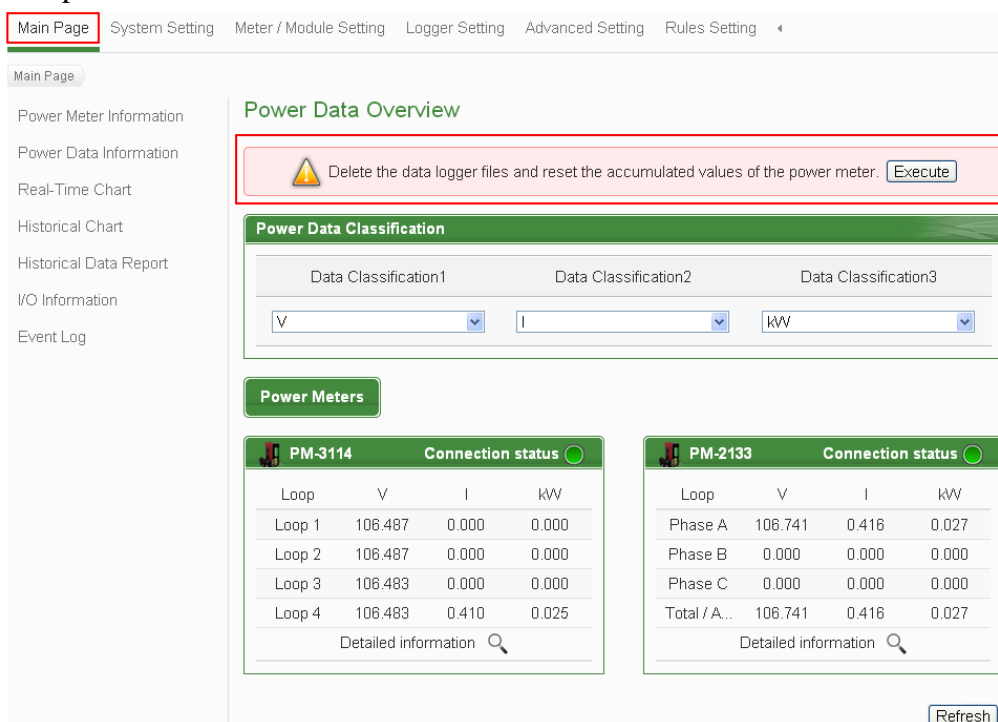 Main Page System Setting Meter / Module Setting Logger Setting Advanced Setting Rules Setting
Main Page
Power Meter Information
Power Data Information
Real-Time Chart
Historical Chart
Historical Data Report
I/O Information
Event Log
Power Data Overview
Delete the data logger files and reset the accumulated values of the power meter. Execute
Power Data Classification
Data Classification1 Data Classification2 Data Classification3
V I kW
Power Meters
PM-3114 Connection status
Loop V I kW
Loop 1 106.487 0.000 0.000
Loop 2 106.487 0.000 0.000
Loop 3 106.483 0.000 0.000
Loop 4 106.483 0.410 0.025
Detailed information
PM-2133 Connection status
Loop V I kW
Phase A 106.741 0.416 0.027
Phase B 0.000 0.000 0.000
Phase C 0.000 0.000 0.000
Total / A... 106.741 0.416 0.027
Detailed information
Refresh